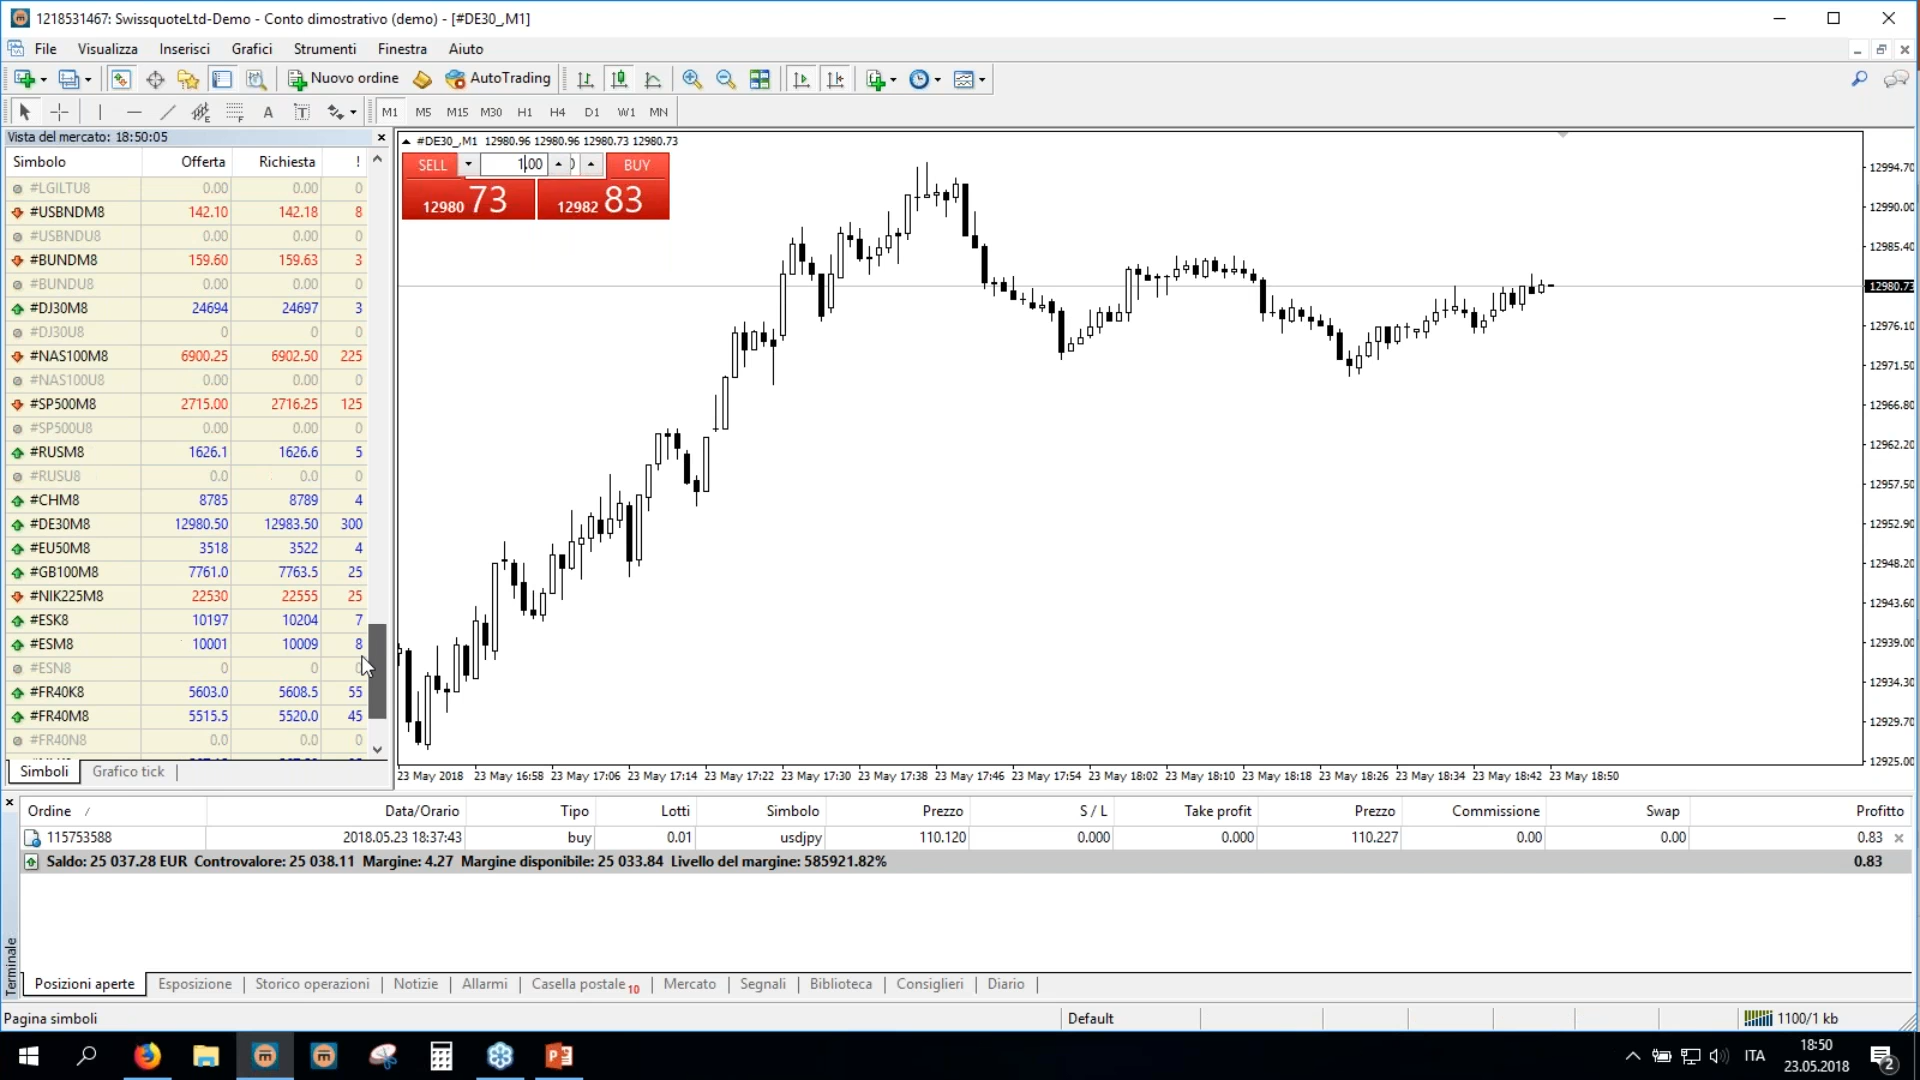 1218531467: SwissquoteLtd-Demo - Conto dimostrativo (demo) - [#DE30_,M1]
File Visualizza Inserisci Grafici Strumenti Finestra Aiuto
Nuovo ordine AutoTrading
A T M1 M5 M15 M30 H1 H4 D1 W1 MN
Vista del mercato: 18:50:05
Simbolo Offerta Richiesta !
#LGILTU8 0.00 0.00 0
#USBNDM8 142.10 142.18 8
#USBNDU8 0.00 0.00 0
#BUNDM8 159.60 159.63 3
#BUNDU8 0.00 0.00 0
#DJ30M8 24694 24697 3
#DJ30U8 0 0 0
#NAS100M8 6900.25 6902.50 225
#NAS100U8 0.00 0.00 0
#SP500M8 2715.00 2716.25 125
#SP500U8 0.00 0.00 0
#RUSM8 1626.1 1626.6 5
#RUSU8 0.0 0.0 0
#CHM8 8785 8789 4
#DE30M8 12980.50 12983.50 300
#EU50M8 3518 3522 4
#GB100M8 7761.0 7763.5 25
#NIK225M8 22530 22555 25
#ESK8 10197 10204 7
#ESM8 10001 10009 8
#ESN8 0 0 0
#FR40K8 5603.0 5608.5 55
#FR40M8 5515.5 5520.0 45
#FR40N8 0.0 0.0 0
Simboli Grafico tick
#DE30_,M1 12980.96 12980.96 12980.73 12980.73
SELL 1.00 BUY
12980 73 12982 83
12994.70
12990.00
12985.40
12980.73
12976.10
12971.50
12966.80
12962.20
12957.50
12952.90
12948.20
12943.60
12939.00
12934.30
12929.70
12925.00
23 May 2018 23 May 16:58 23 May 17:06 23 May 17:14 23 May 17:22 23 May 17:30 23 May 17:38 23 May 17:46 23 May 17:54 23 May 18:02 23 May 18:10 23 May 18:18 23 May 18:26 23 May 18:34 23 May 18:42 23 May 18:50
Ordine / Data/Orario Tipo Lotti Simbolo Prezzo S / L Take profit Prezzo Commissione Swap Profitto
115753588 2018.05.23 18:37:43 buy 0.01 usdjpy 110.120 0.000 0.000 110.227 0.00 0.00 0.83
Saldo: 25 037.28 EUR Controvalore: 25 038.11 Margine: 4.27 Margine disponibile: 25 033.84 Livello del margine: 585921.82% 0.83
Terminale
Posizioni aperte Esposizione Storico operazioni Notizie Allarmi Casella postale 10 Mercato Segnali Biblioteca Consiglieri Diario
Pagina simboli Default 1100/1 kb
ITA
18:50
23.05.2018
2